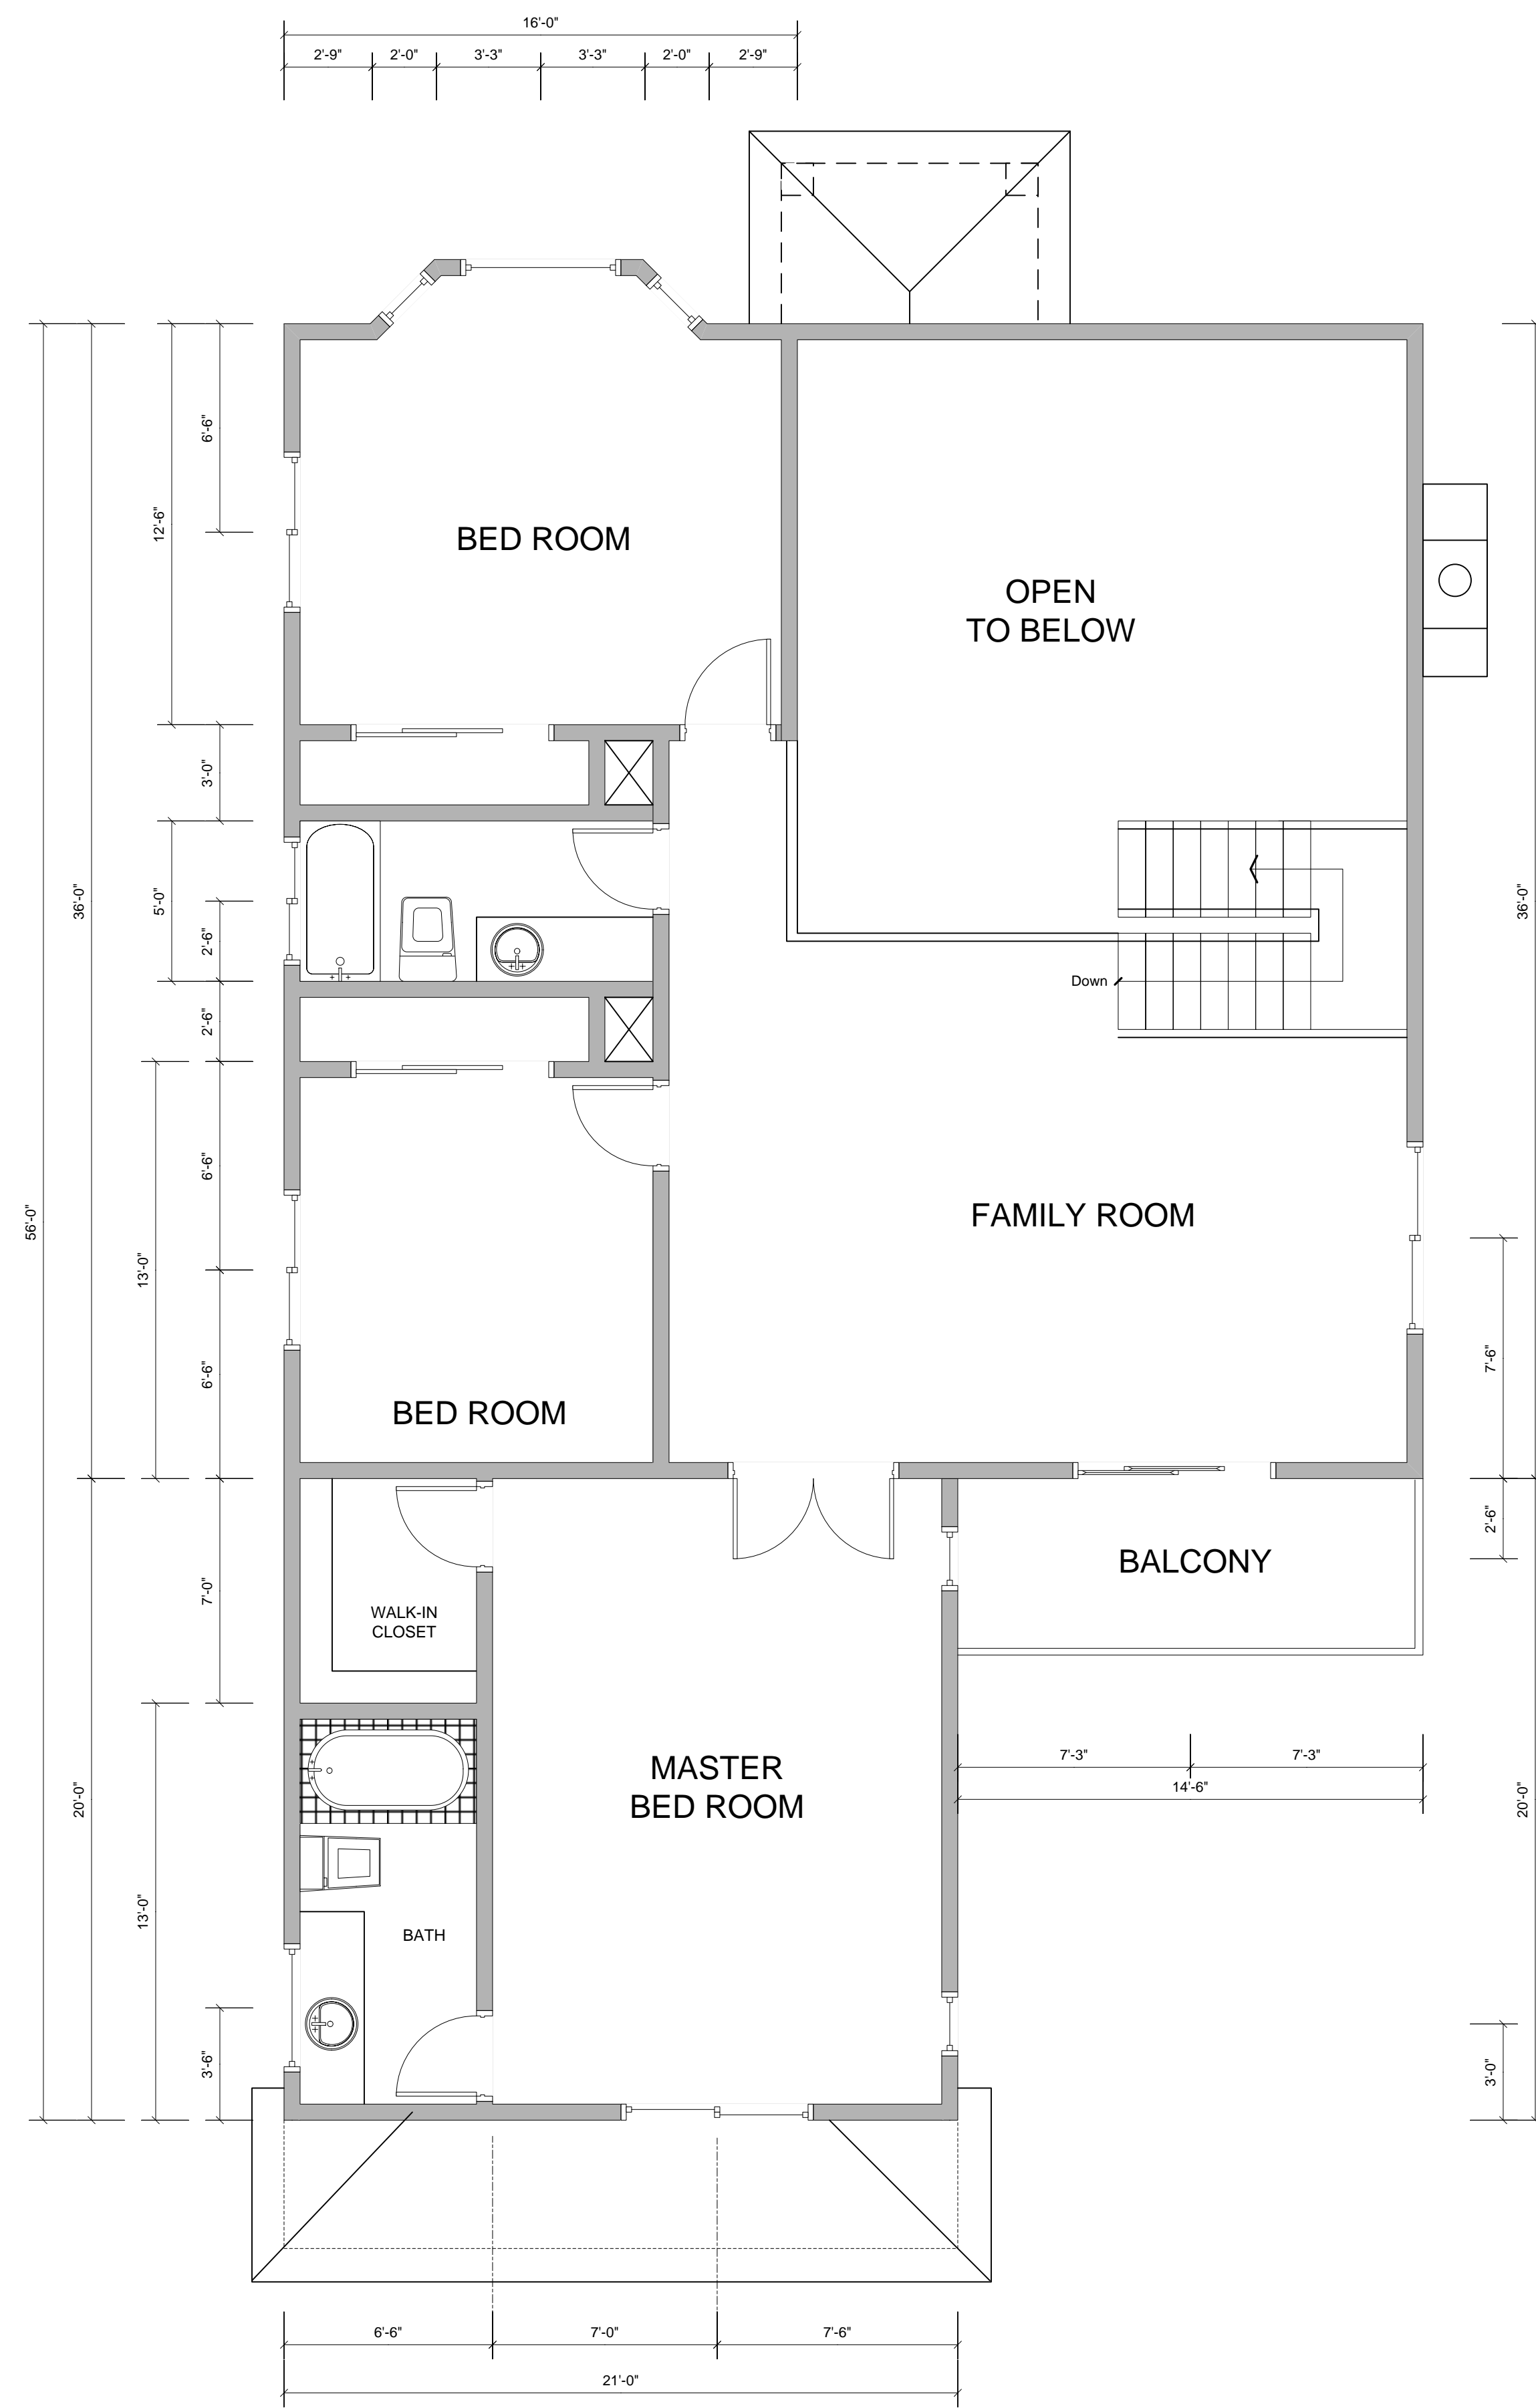 16'-0"
2'-9" 2'-0" 3'-3" 3'-3" 2'-0" 2'-9"
6'-6"
12'-6"
BED ROOM
OPEN
TO BELOW
3'-0"
36'-0"
5'-0"
2'-6"
36'-0"
Down
2'-6"
6'-6"
56'-0"
13'-0"
FAMILY ROOM
6'-6"
7'-6"
BED ROOM
2'-6"
BALCONY
7'-0"
WALK-IN
CLOSET
7'-3" 7'-3"
14'-6"
MASTER
BED ROOM
20'-0"
20'-0"
13'-0"
BATH
3'-6"
3'-0"
6'-6" 7'-0" 7'-6"
21'-0"